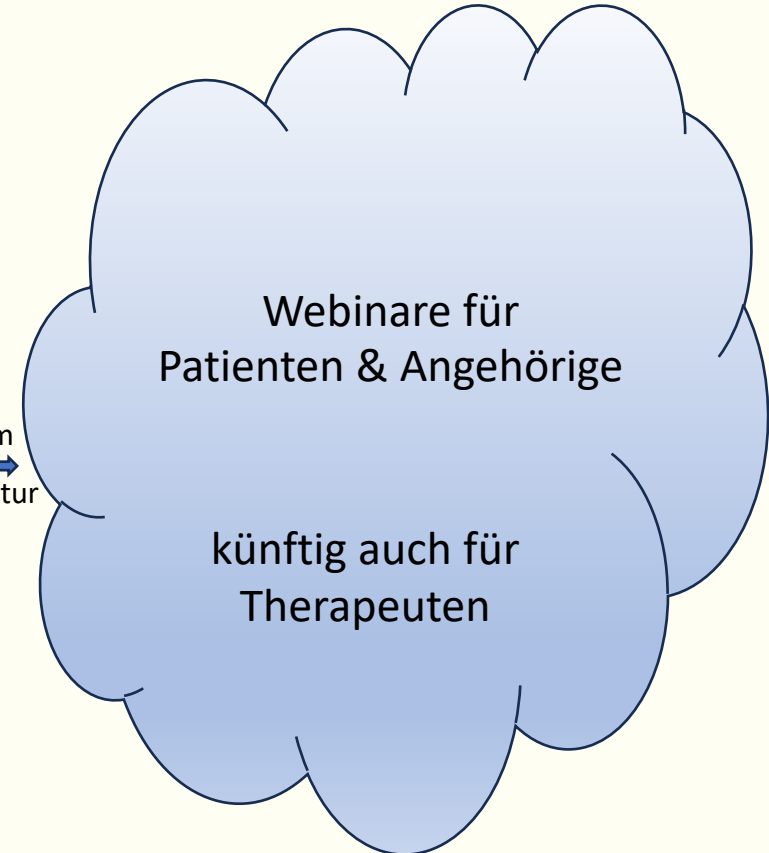 Webinare für
Patienten & Angehörige
künftig auch für
Therapeuten